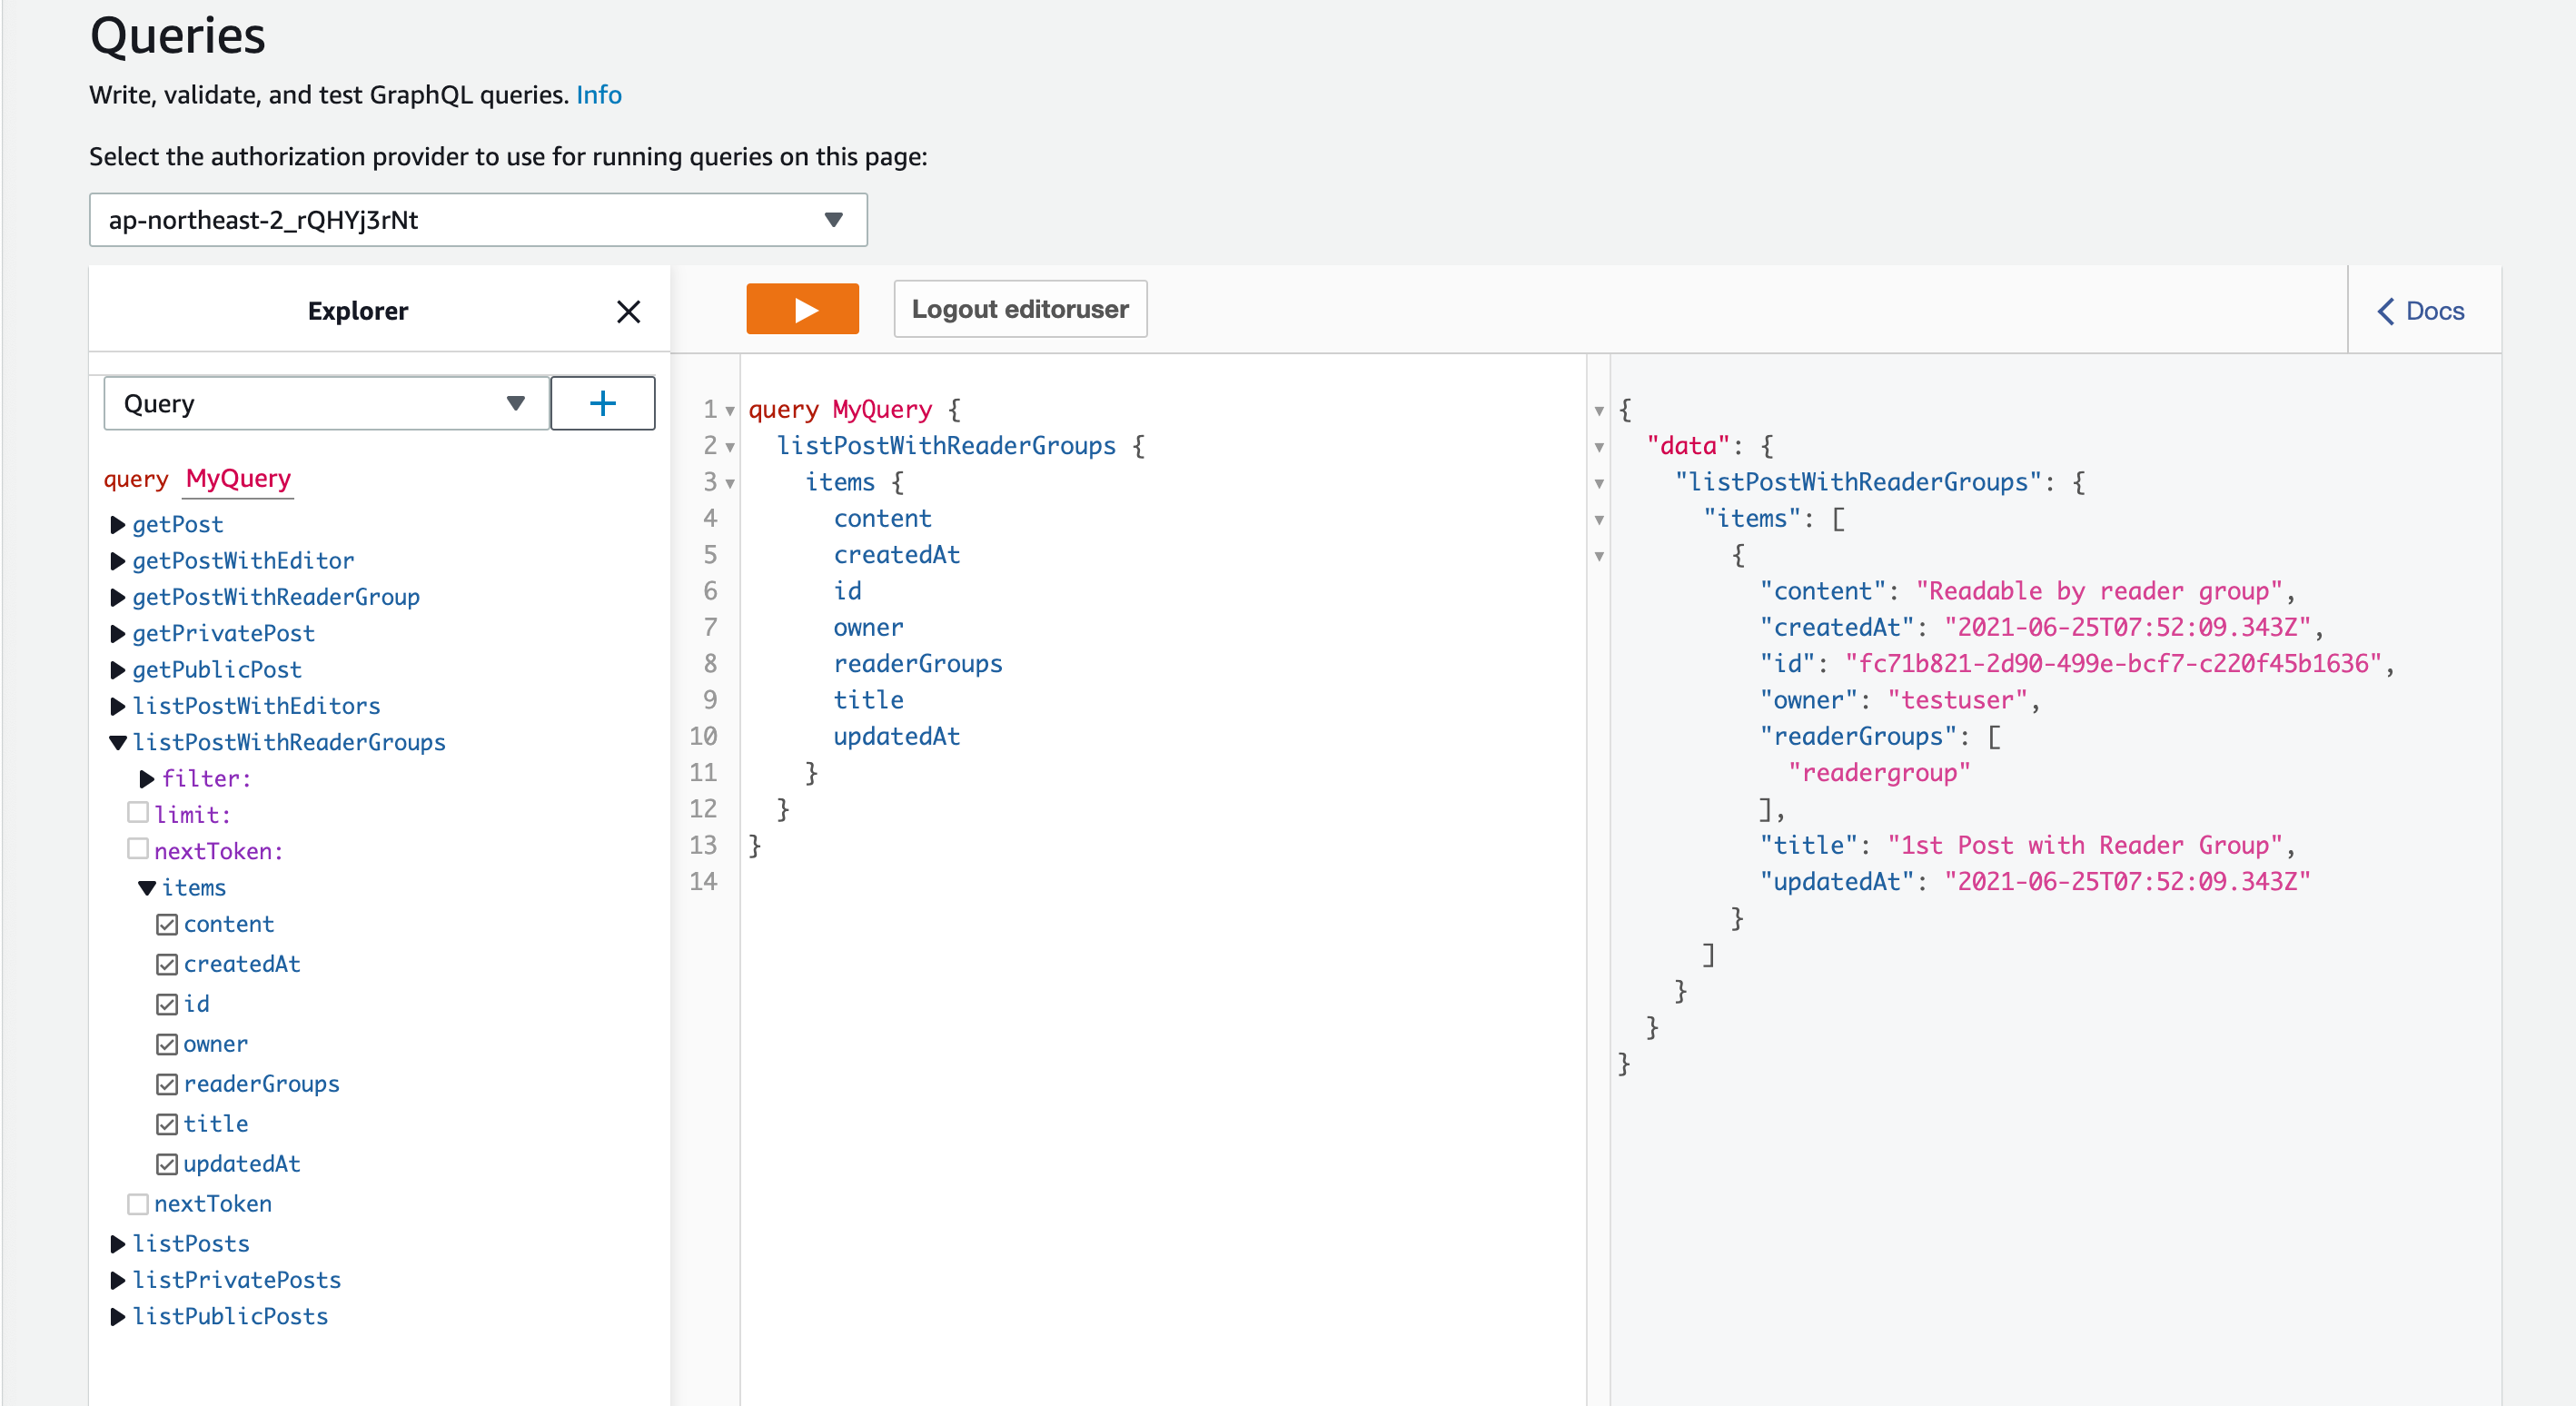 Queries
Write, validate, and test GraphQL queries. Info
Select the authorization provider to use for running queries on this page:
ap-northeast-2_rQHYj3rNt
Explorer
Query
query MyQuery
getPost
getPostWithEditor
getPostWithReaderGroup
getPrivatePost
getPublicPost
listPostWithEditors
listPostWithReaderGroups
filter:
limit:
nextToken:
items
content
createdAt
id
owner
readerGroups
title
updatedAt
nextToken
listPosts
listPrivatePosts
listPublicPosts
Logout editoruser
Docs
1 query MyQuery {
2 listPostWithReaderGroups {
3 items {
4 content
5 createdAt
6 id
7 owner
8 readerGroups
9 title
10 updatedAt
11 }
12 }
13 }
14
{
"data": {
"listPostWithReaderGroups": {
"items": [
{
"content": "Readable by reader group",
"createdAt": "2021-06-25T07:52:09.343Z",
"id": "fc71b821-2d90-499e-bcf7-c220f45b1636",
"owner": "testuser",
"readerGroups": [
"readergroup"
],
"title": "1st Post with Reader Group",
"updatedAt": "2021-06-25T07:52:09.343Z"
}
]
}
}
}